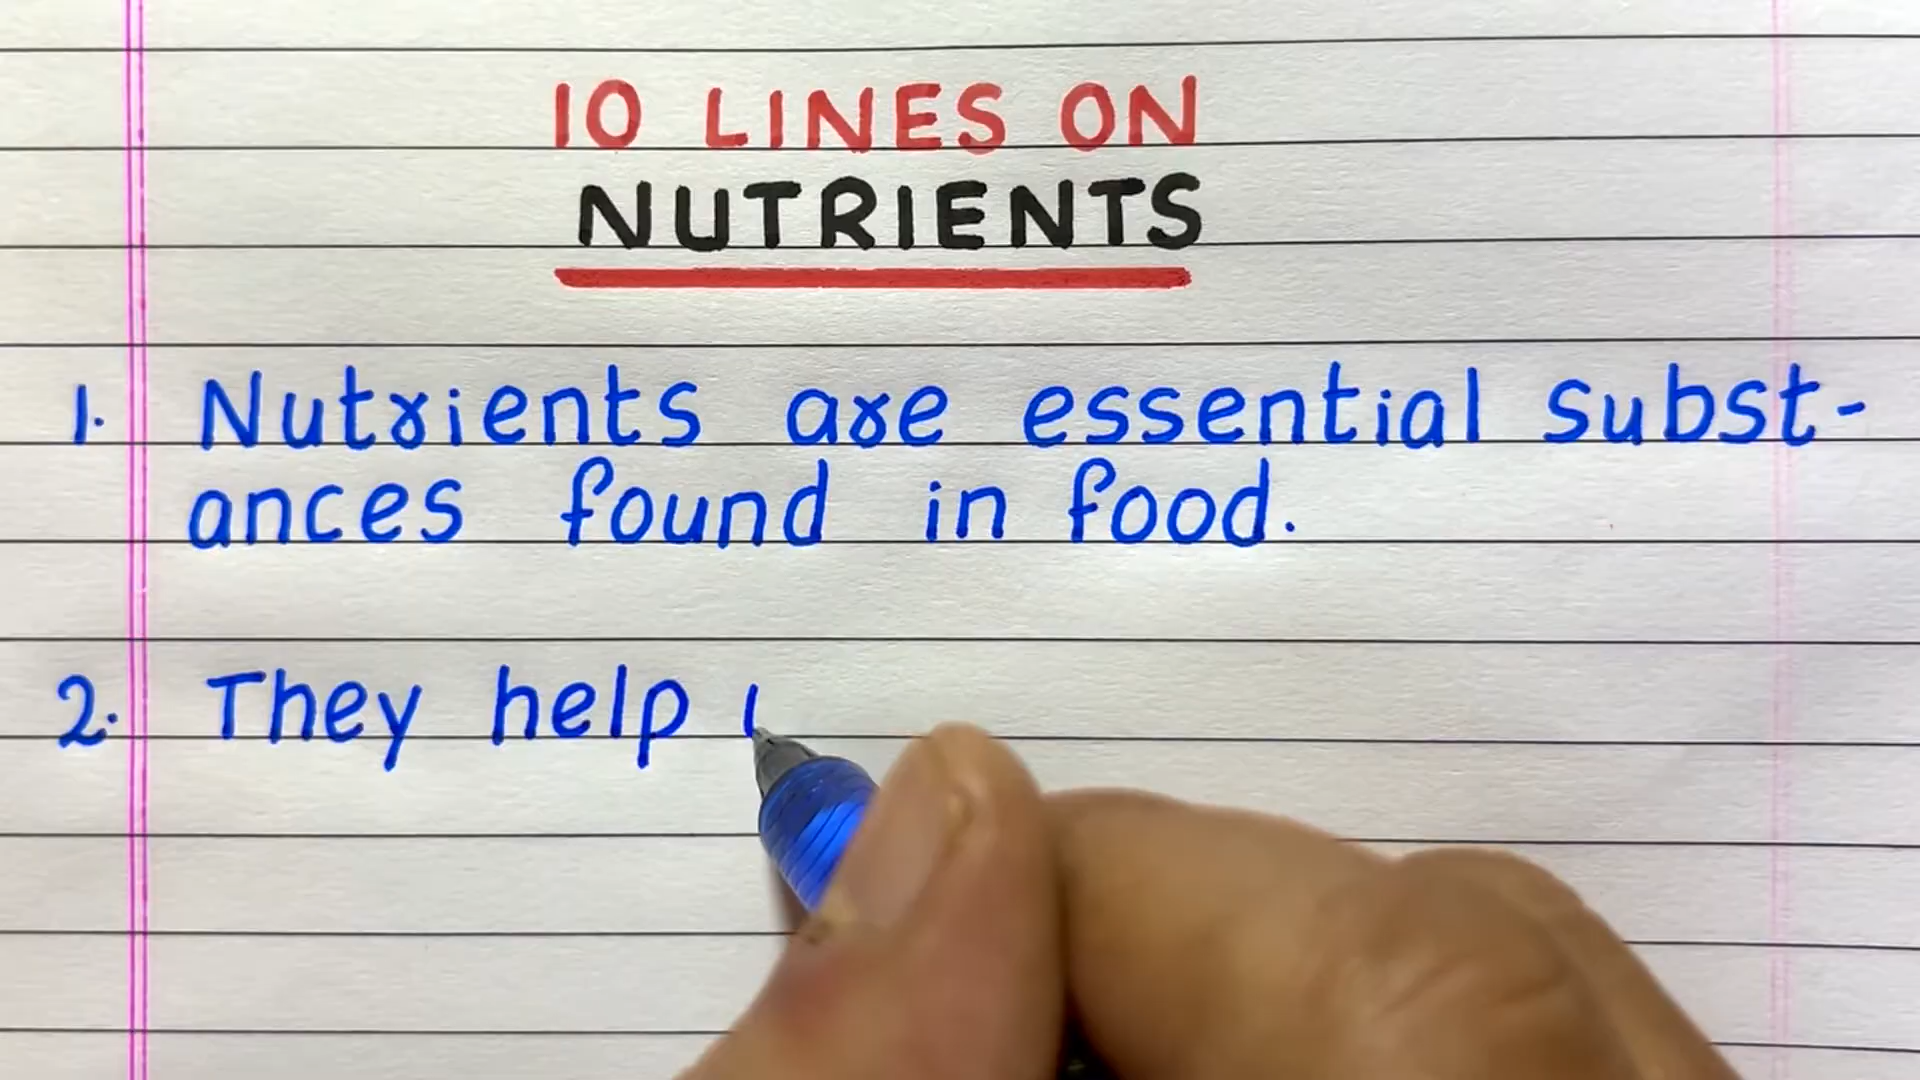 10 LINES ON
NUTRIENTS
1. Nutrients are essential subst-
ances found in food.
2. They help